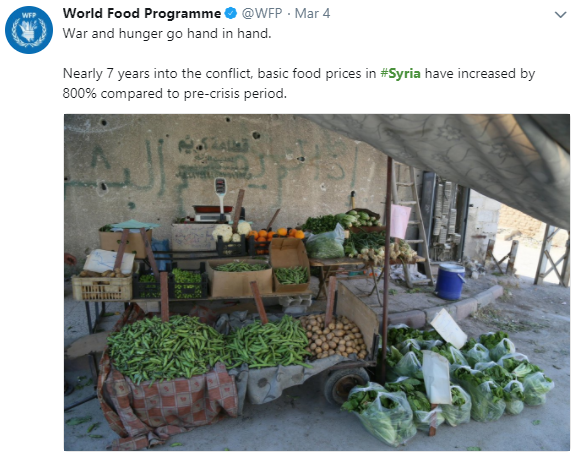 WFP
World Food Programme @WFP · Mar 4
War and hunger go hand in hand.
Nearly 7 years into the conflict, basic food prices in #Syria have increased by
800% compared to pre-crisis period.